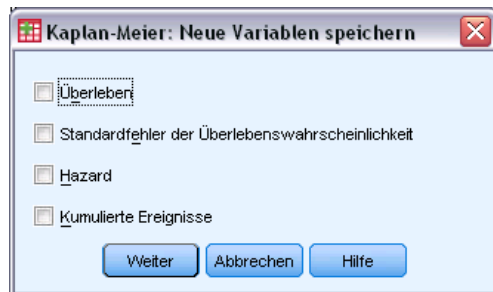 Kaplan-Meier: Neue Variablen speichern
Überleben
Standardfehler der Überlebenswahrscheinlichkeit
Hazard
Kumulierte Ereignisse
Weiter Abbrechen Hilfe